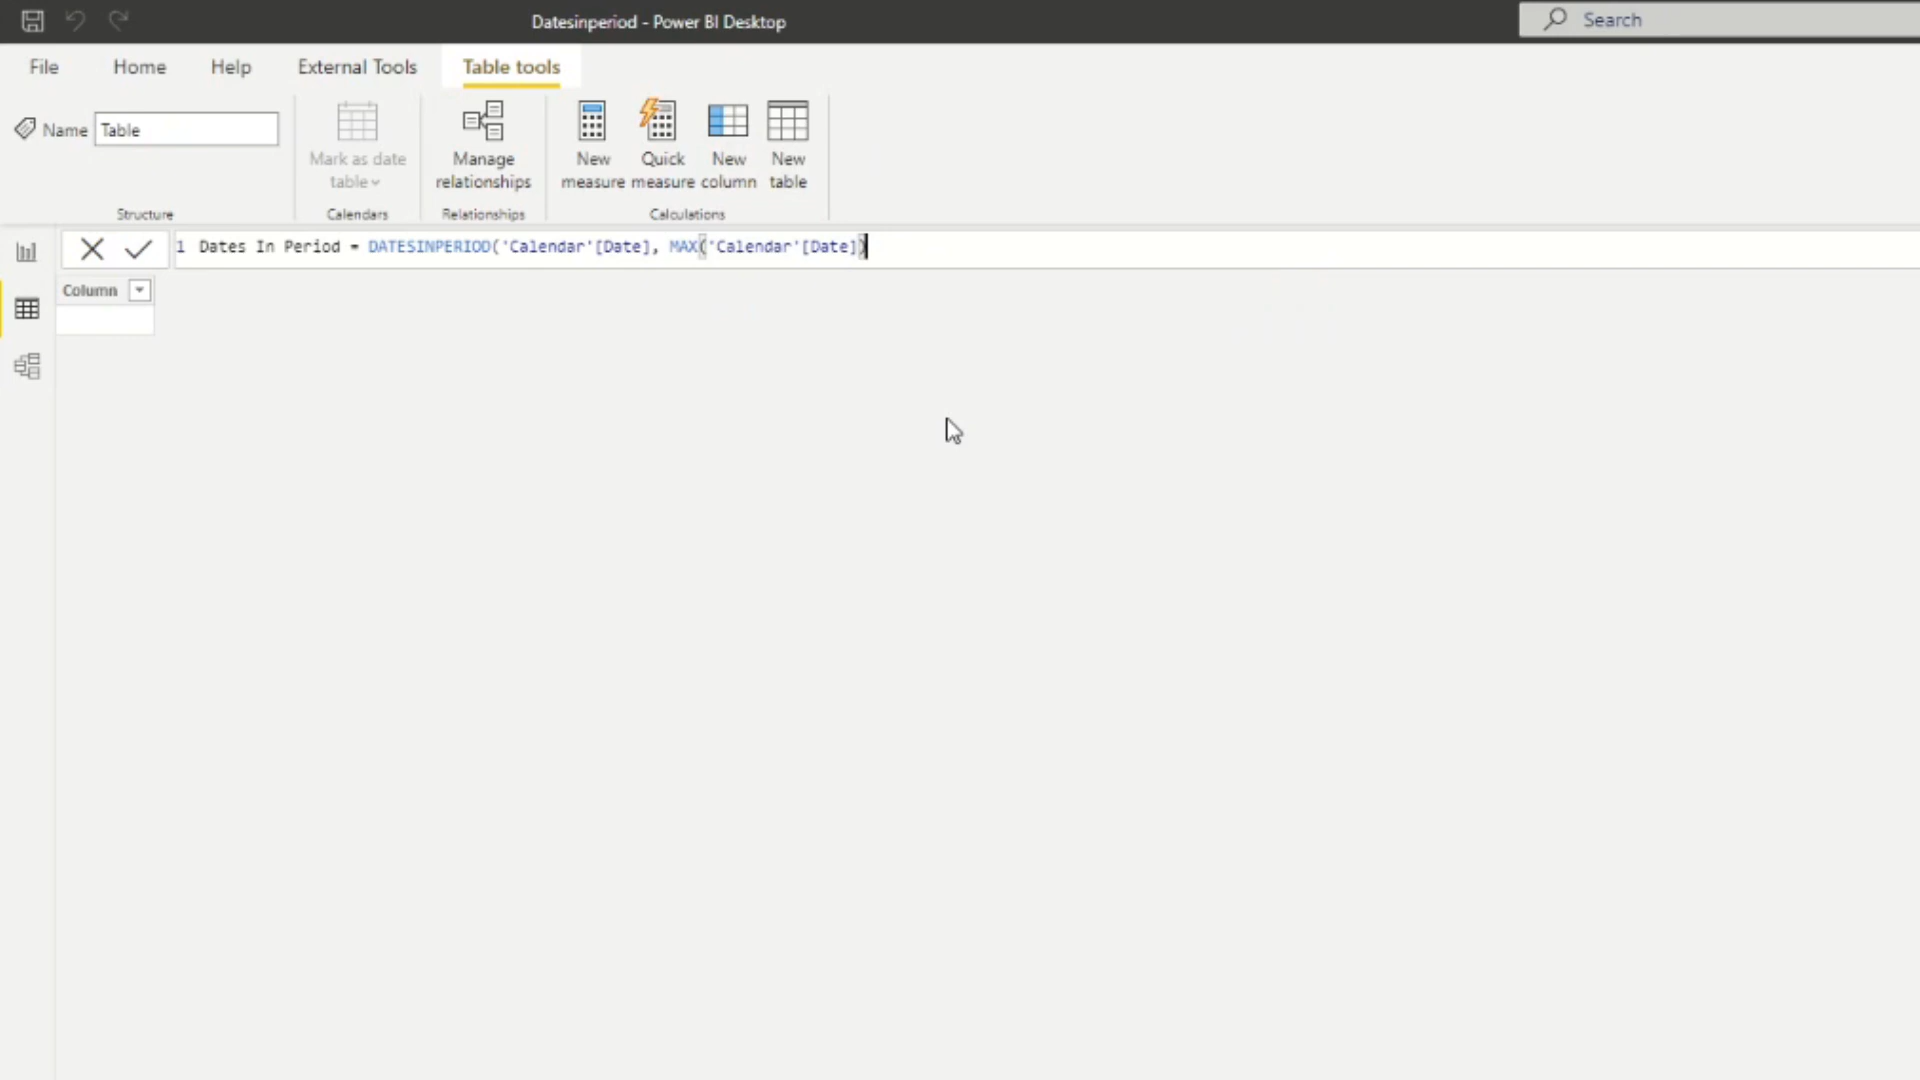 Datesinperiod - Power BI Desktop
Search
File Home Help External Tools Table tools
Name Table
Mark as date table
Manage relationships
New measure
Quick measure
New column
New table
Structure Calendars Relationships Calculations
1 Dates In Period = DATESINPERIOD('Calendar'[Date], MAX('Calendar'[Date])
Column